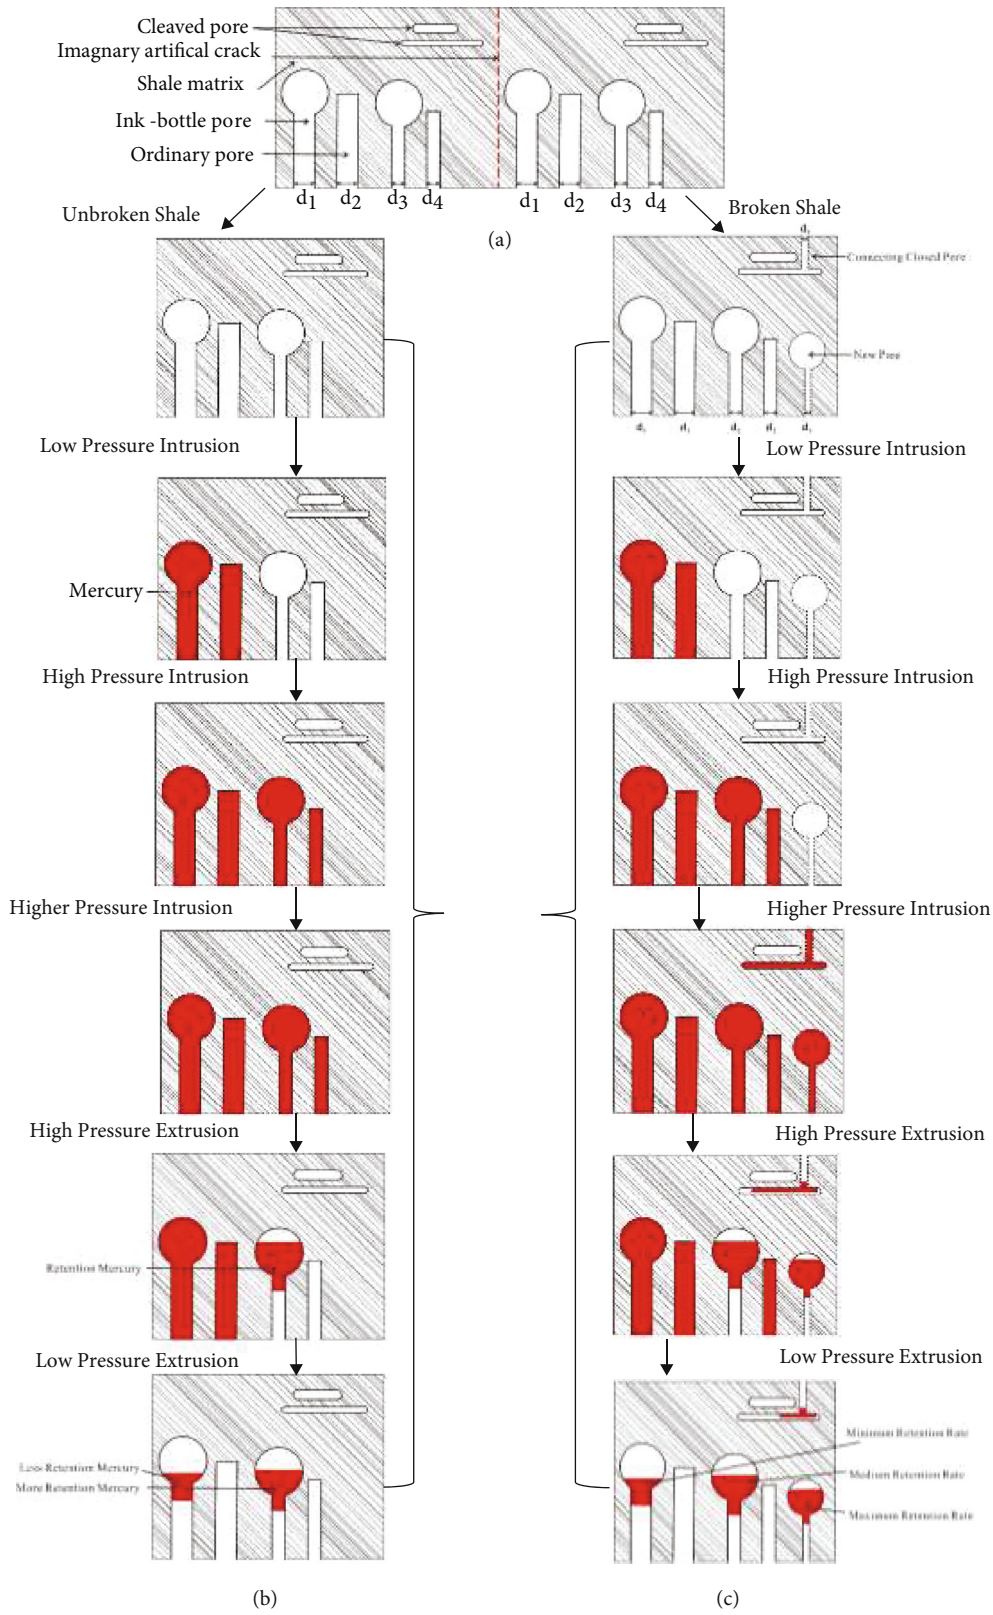 Cleaved pore
Imagnary artifical crack
Shale matrix
Ink -bottle pore
Ordinary pore
d1 d2 d3 d4 d1 d2 d3 d4
Unbroken Shale
Broken Shale
(a)
Connecting Closed Pore
New Pore
Low Pressure Intrusion
Low Pressure Intrusion
Mercury
High Pressure Intrusion
High Pressure Intrusion
Higher Pressure Intrusion
Higher Pressure Intrusion
High Pressure Extrusion
High Pressure Extrusion
Retention Mercury
Low Pressure Extrusion
Low Pressure Extrusion
Minimum Retention Rate
Less Retention Mercury
Medium Retention Rate
More Retention Mercury
Maximum Retention Rate
(b)
(c)